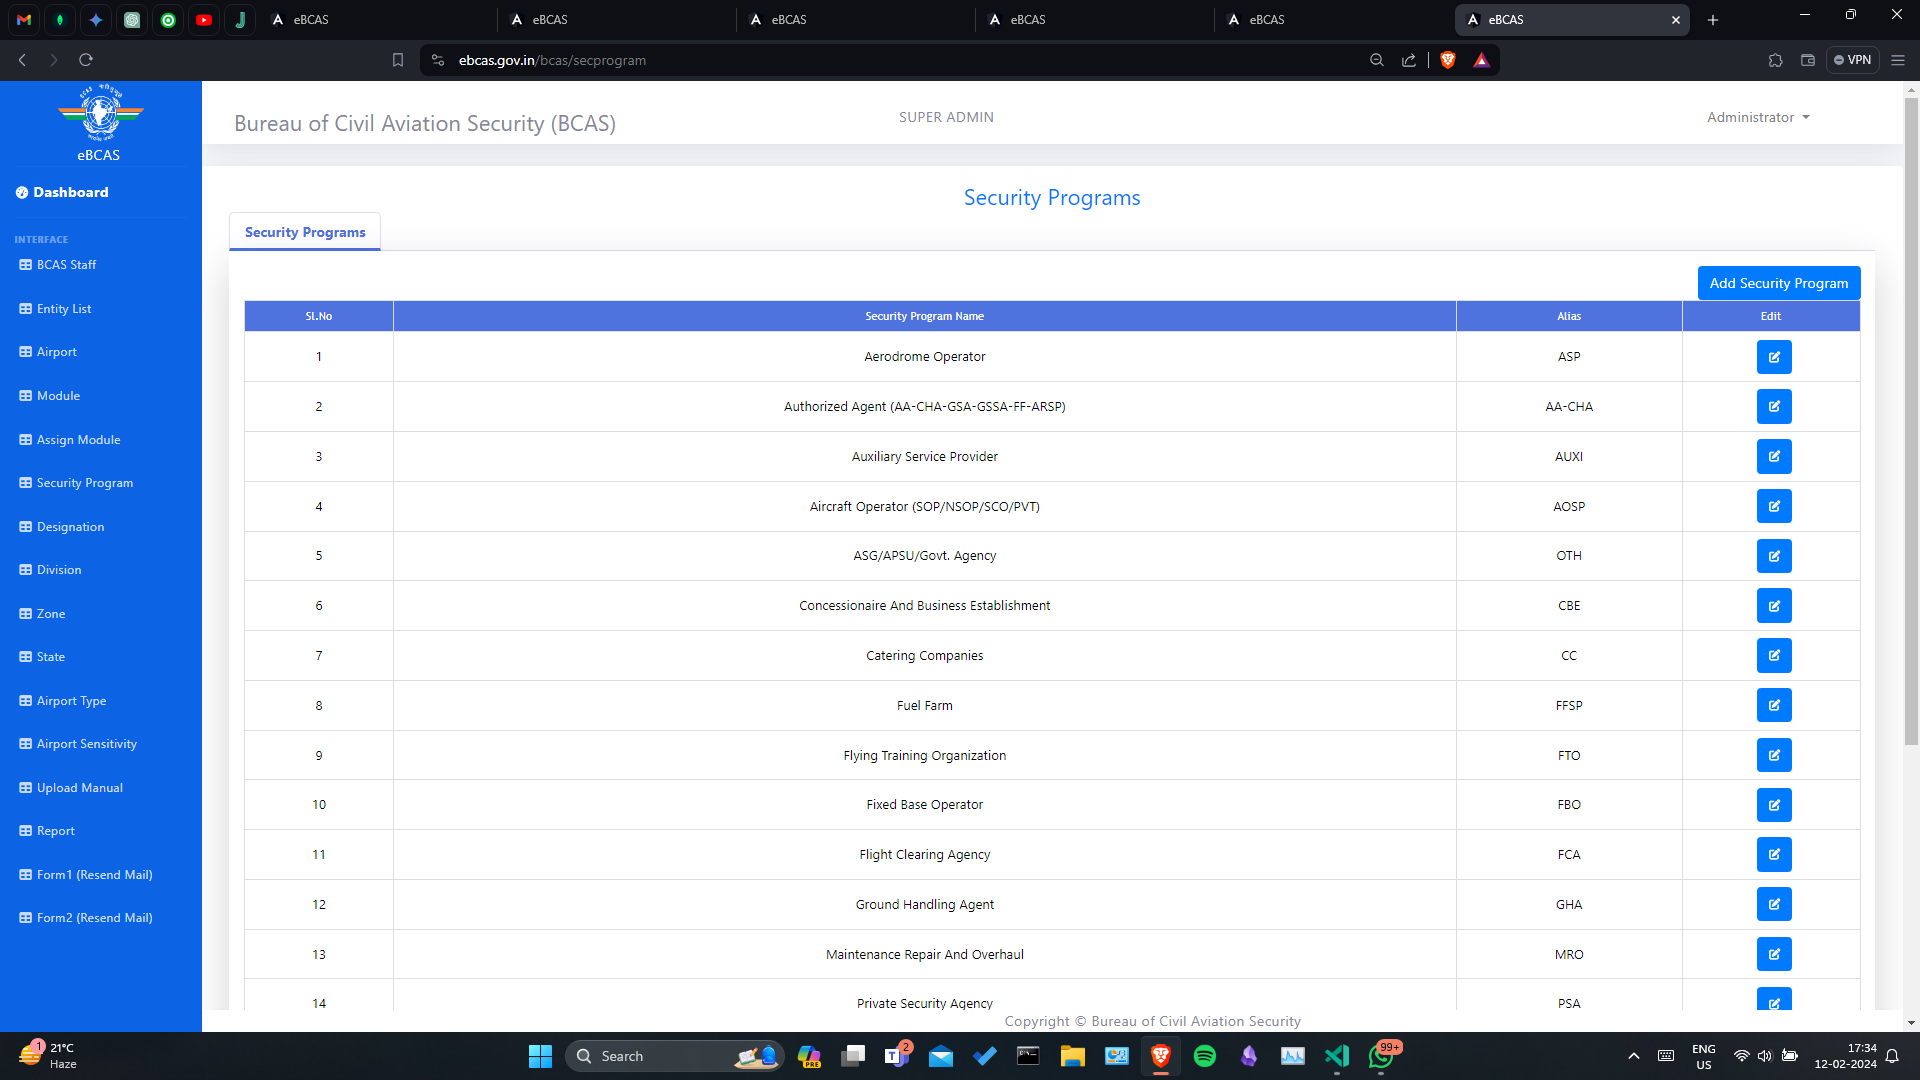 eBCAS
eBCAS
eBCAS
eBCAS
eBCAS
eBCAS
ebcas.gov.in/bcas/secprogram
VPN
eBCAS
Bureau of Civil Aviation Security (BCAS)
SUPER ADMIN
Administrator
Dashboard
INTERFACE
BCAS Staff
Entity List
Airport
Module
Assign Module
Security Program
Designation
Division
Zone
State
Airport Type
Airport Sensitivity
Upload Manual
Report
Form1 (Resend Mail)
Form2 (Resend Mail)
Security Programs
Security Programs
Add Security Program
Sl.No Security Program Name Alias Edit
1 Aerodrome Operator ASP
2 Authorized Agent (AA-CHA-GSA-GSSA-FF-ARSP) AA-CHA
3 Auxiliary Service Provider AUXI
4 Aircraft Operator (SOP/NSOP/SCO/PVT) AOSP
5 ASG/APSU/Govt. Agency OTH
6 Concessionaire And Business Establishment CBE
7 Catering Companies CC
8 Fuel Farm FFSP
9 Flying Training Organization FTO
10 Fixed Base Operator FBO
11 Flight Clearing Agency FCA
12 Ground Handling Agent GHA
13 Maintenance Repair And Overhaul MRO
14 Private Security Agency PSA
Copyright © Bureau of Civil Aviation Security
1
21°C
Haze
Search
PRE
2
99+
ENG
US
17:34
12-02-2024